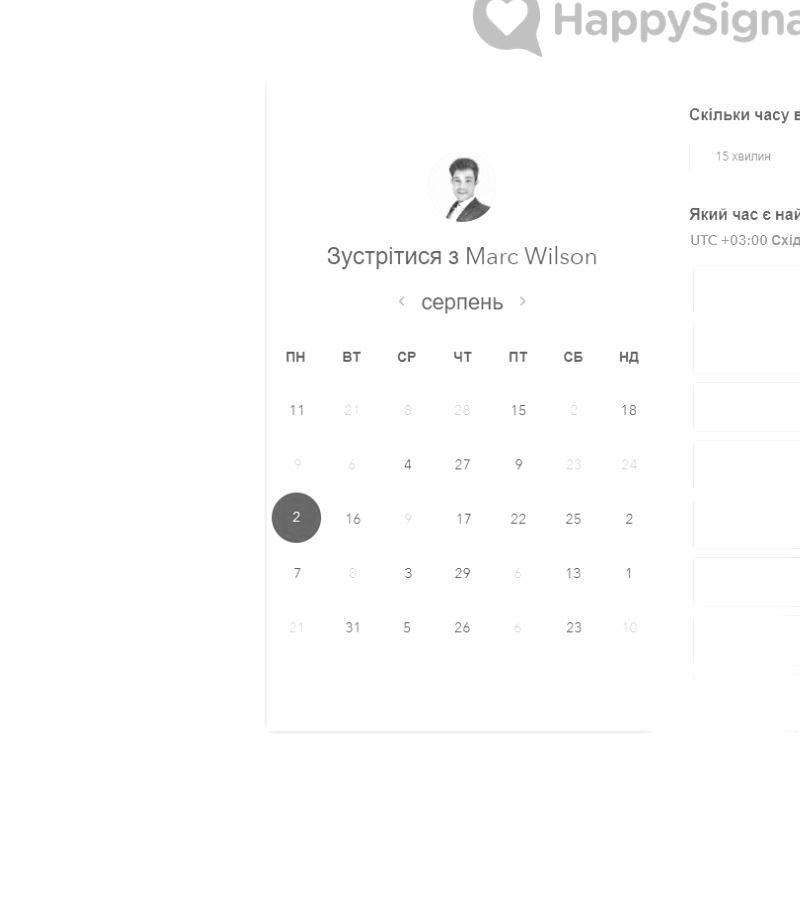 HappySigna
Зустрітися з Marc Wilson
серпень
ПН ВТ СР ЧТ ПТ СБ НД
11 21 8 28 15 2 18
9 6 4 27 9 23 24
2 16 9 17 22 25 2
7 8 3 29 6 13 1
21 31 5 26 6 23 10
Скільки часу в
15 хвилин
Який час є най
UTC +03:00 Схід